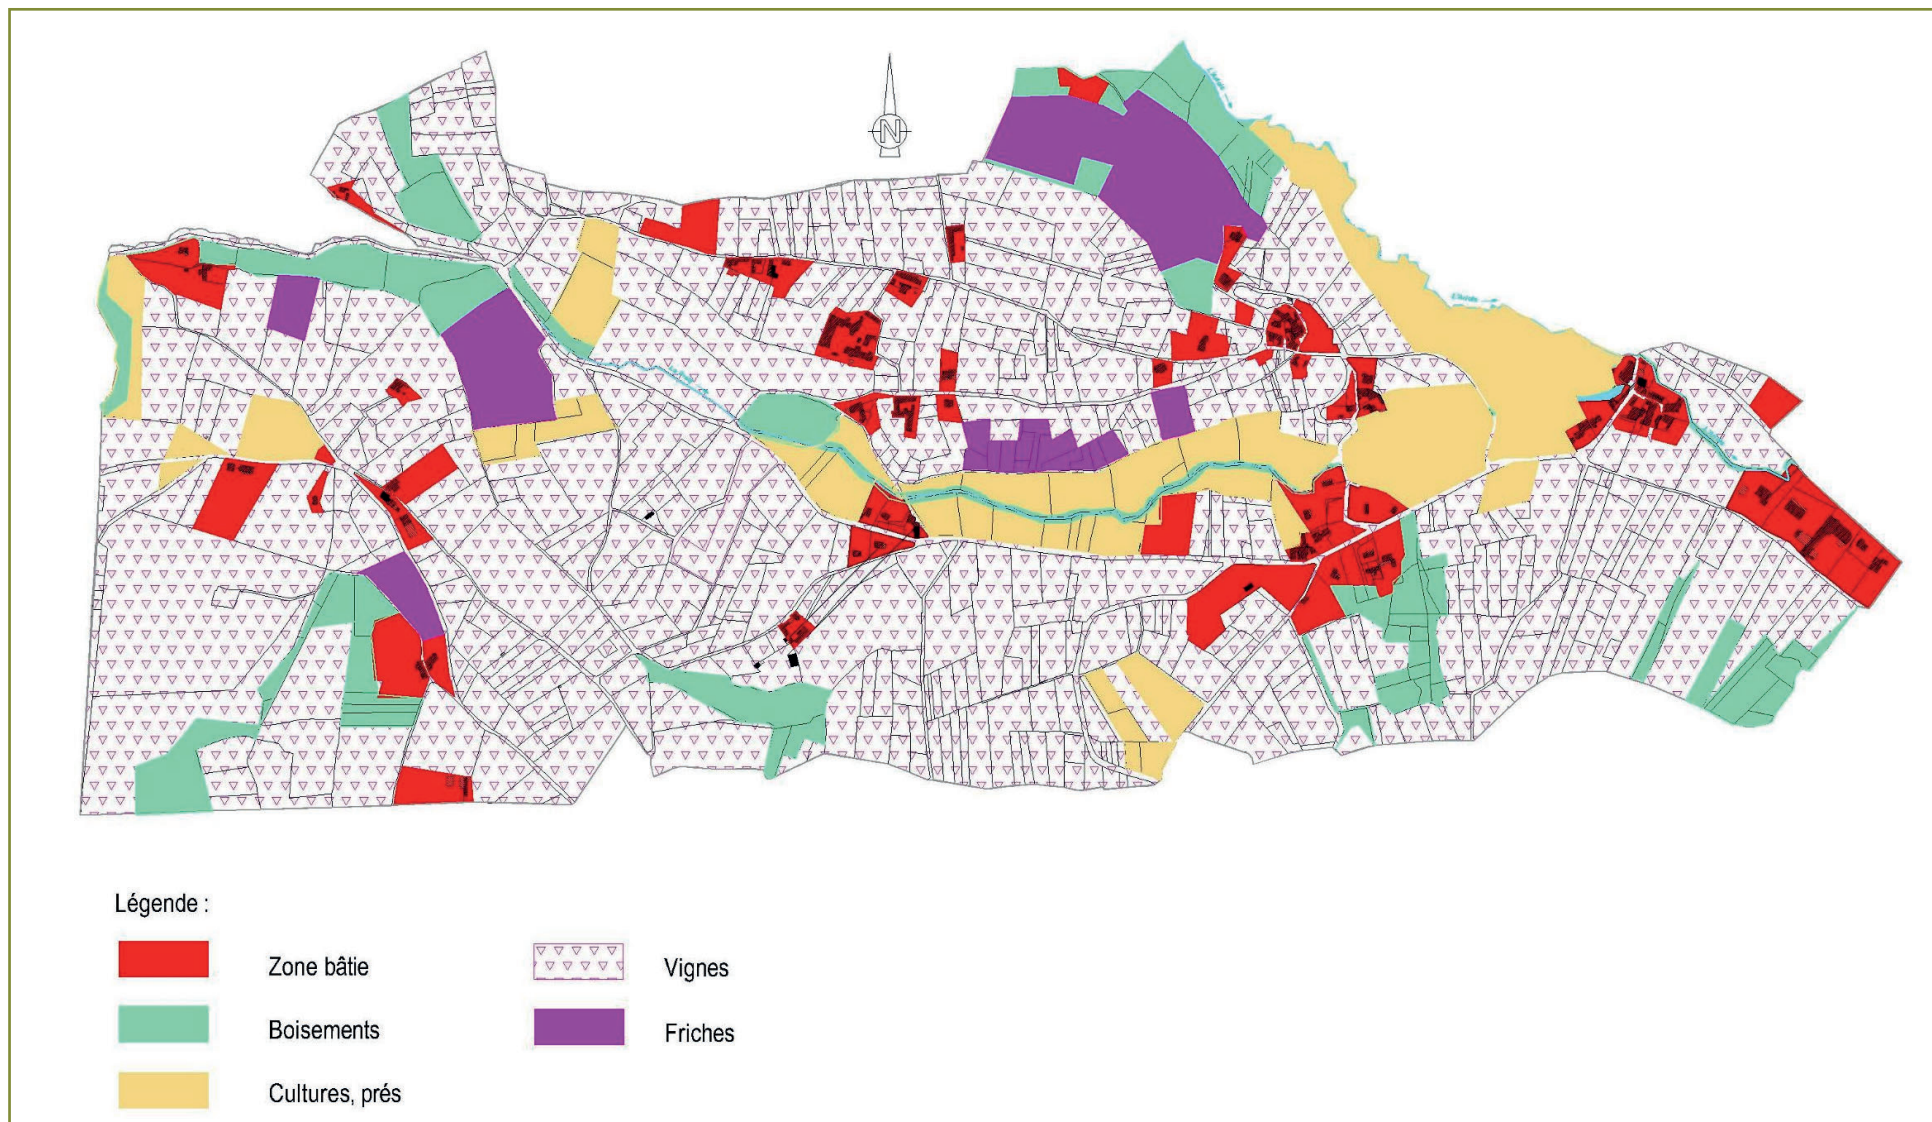 N
Légende :
Zone bâtie
Vignes
Boisements
Friches
Cultures, prés